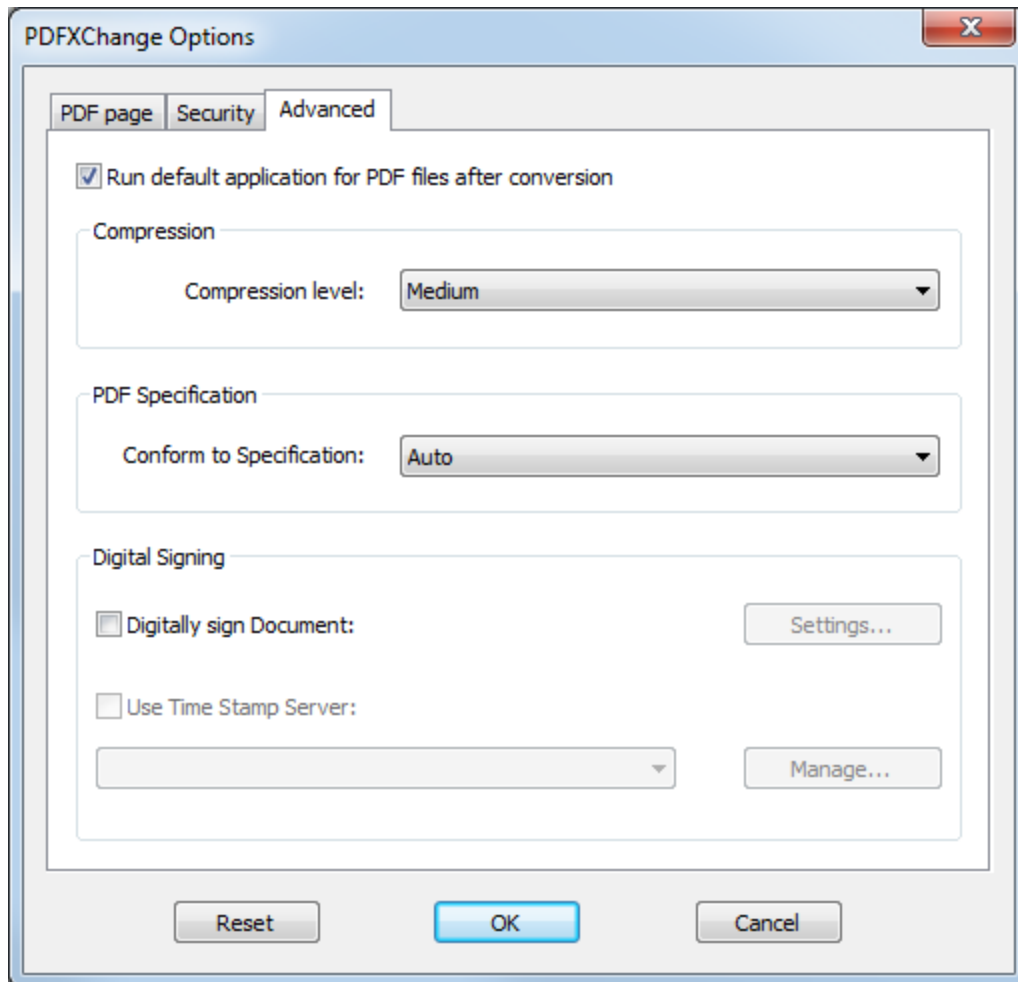 PDFXChange Options
PDF page Security Advanced
Run default application for PDF files after conversion
Compression
Compression level: Medium
PDF Specification
Conform to Specification: Auto
Digital Signing
Digitally sign Document: Settings...
Use Time Stamp Server:
Manage...
Reset OK Cancel